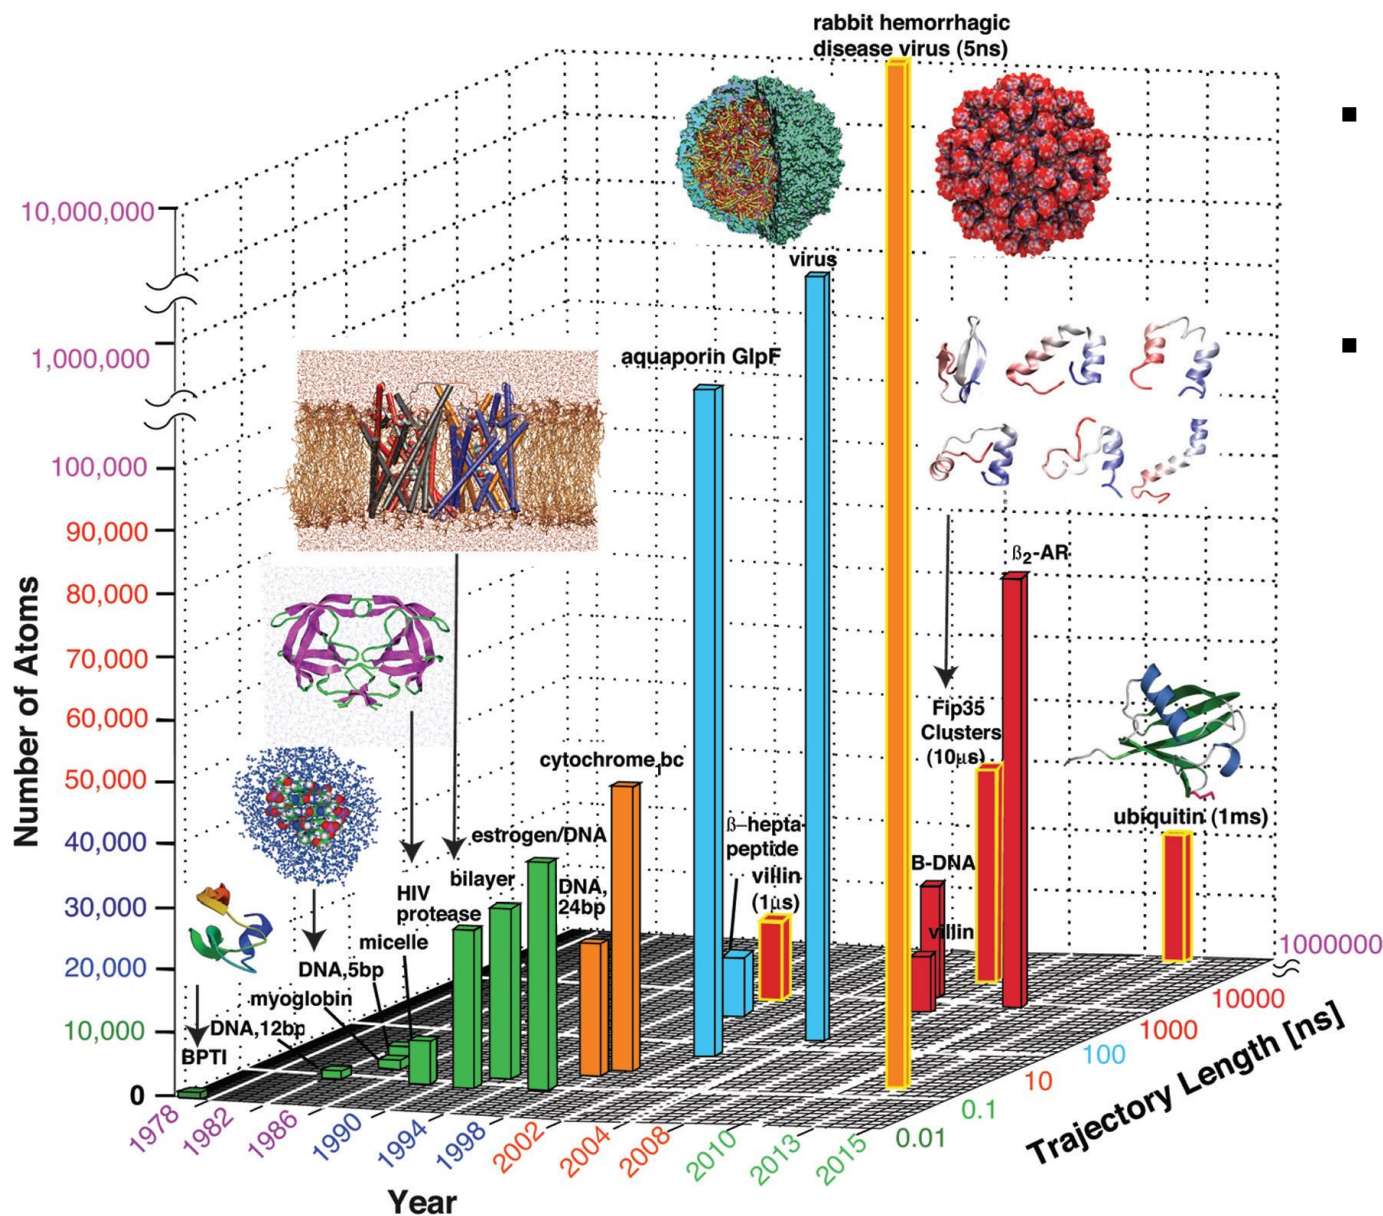 rabbit hemorrhagic
disease virus (5ns)
10,000,000
virus
1,000,000
aquaporin GlpF
100,000
90,000
ß2-AR
80,000
70,000
Fip35
Clusters
(10µs)
60,000
Number of Atoms
cytochrome bc1
50,000
ubiquitin (1ms)
ß–hepta-
peptide
estrogen/DNA
40,000
villin
(1µs)
B-DNA
bilayer
DNA,
24bp
HIV
protease
30,000
villin
micelle
1000000
DNA,5bp
20,000
10000
myoglobin
1000
DNA,12bp
10,000
100
BPTI
10
0
0.1
0.01
Trajectory Length [ns]
1978
1982
1986
1990
1994
1998
2002
2004
2008
2010
2013
2015
Year